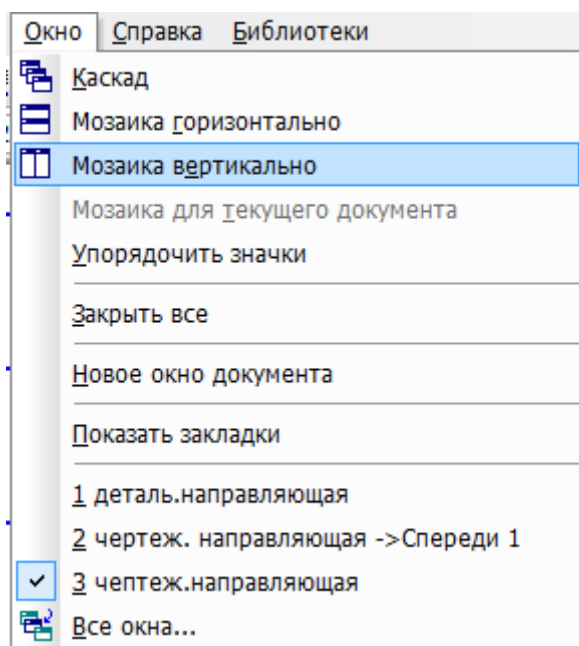 Окно Справка Библиотеки
Каскад
Мозаика горизонтально
Мозаика вертикально
Мозаика для текущего документа
Упорядочить значки
Закрыть все
Новое окно документа
Показать закладки
1 деталь.направляющая
2 чертеж. направляющая ->Спереди 1
3 чептеж.направляющая
Все окна...